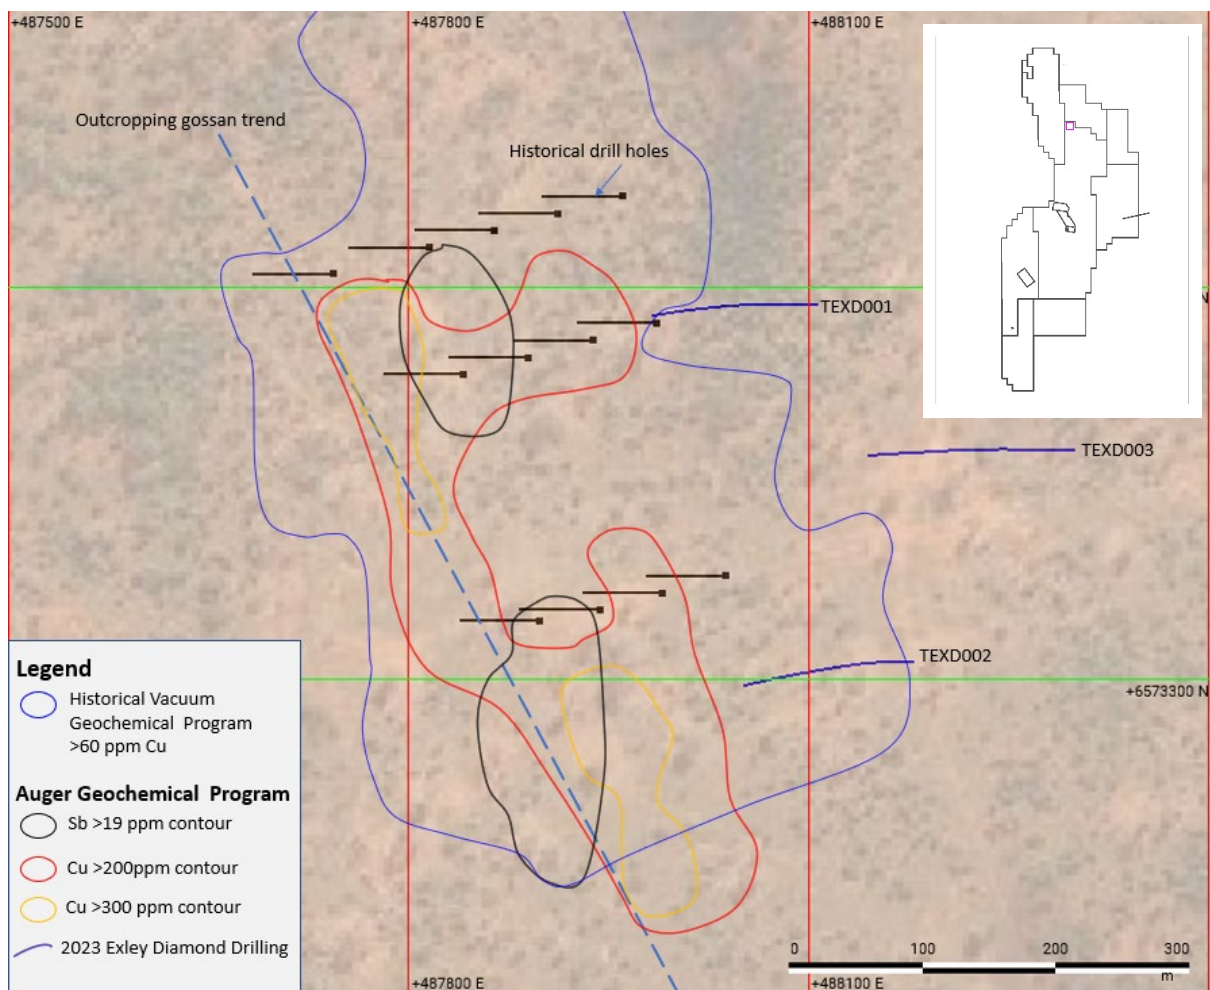 +487500 E
+487800 E
+488100 E
Outcropping gossan trend
Historical drill holes
N
TEXD001
TEXD003
TEXD002
+6573300 N
Legend
Historical Vacuum
Geochemical Program
>60 ppm Cu
Auger Geochemical Program
Sb >19 ppm contour
Cu >200ppm contour
Cu >300 ppm contour
2023 Exley Diamond Drilling
0 100 200 300
m
+487800 E
+488100 E